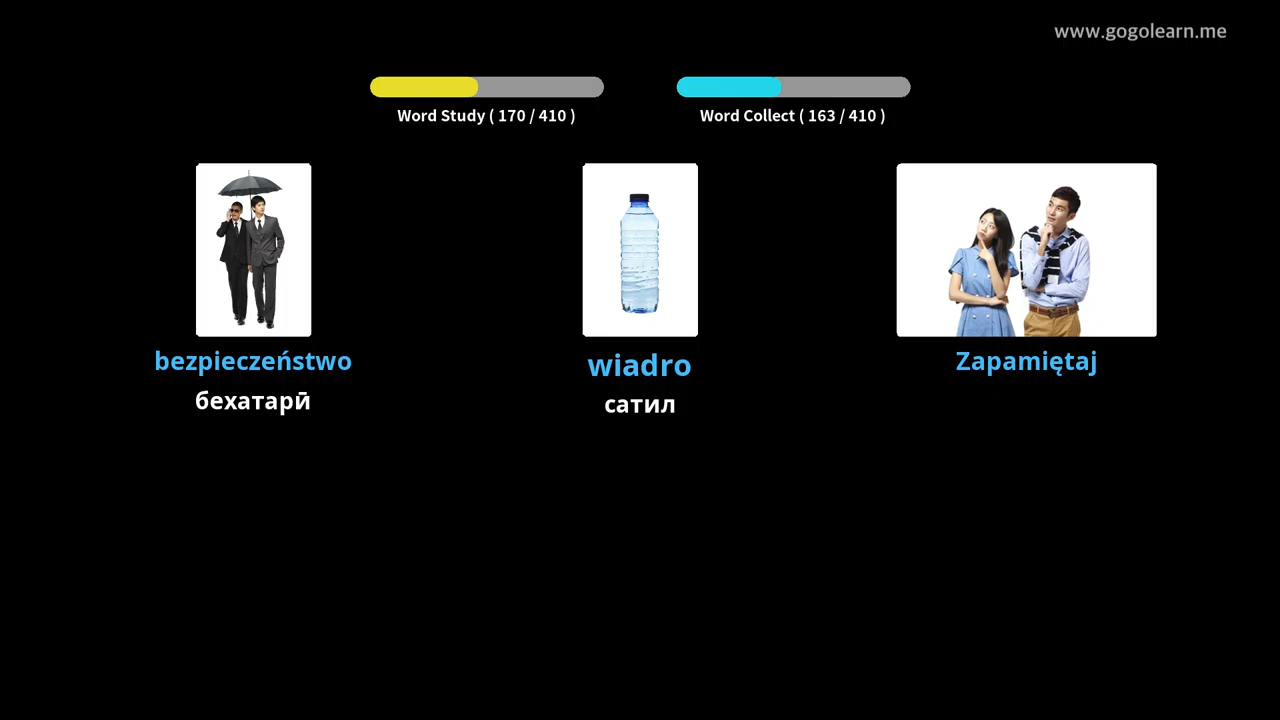 www.gogolearn.me
Word Study ( 170 / 410 )
Word Collect ( 163 / 410 )
bezpieczeństwo
бехатарӣ
wiadro
сатил
Zapamiętaj